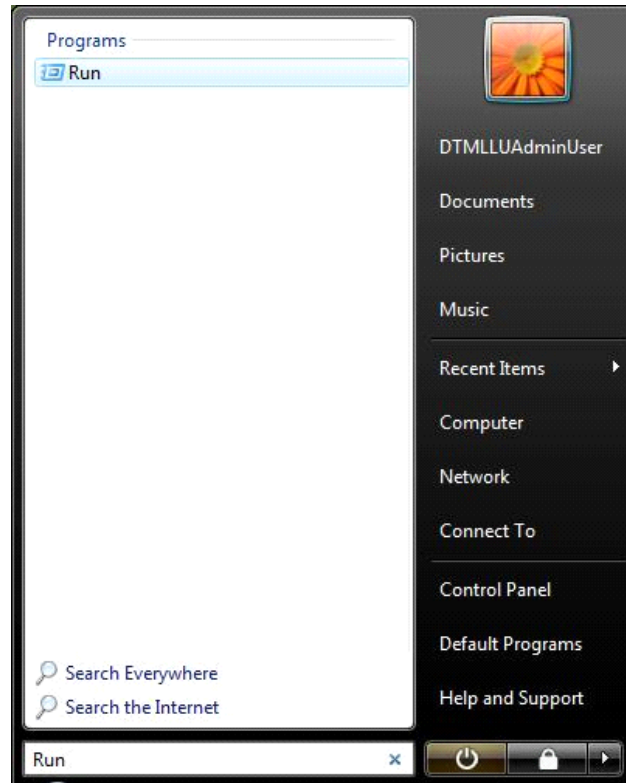 Programs
Run
Search Everywhere
Search the Internet
Run
DTMLLUAdminUser
Documents
Pictures
Music
Recent Items
Computer
Network
Connect To
Control Panel
Default Programs
Help and Support